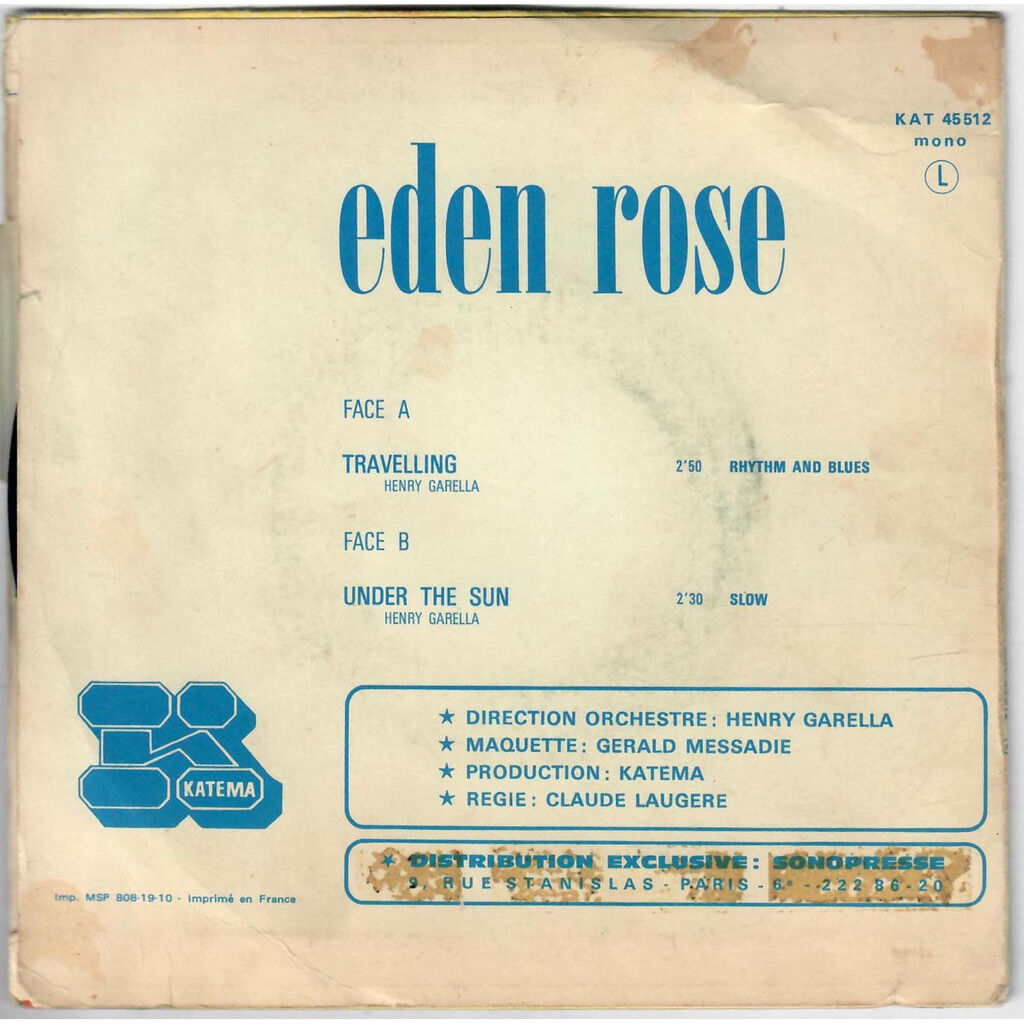 KAT 45512
mono
L
eden rose
FACE A
TRAVELLING 2'50 RHYTHM AND BLUES
HENRY GARELLA
FACE B
UNDER THE SUN 2'30 SLOW
HENRY GARELLA
KATEMA
★ DIRECTION ORCHESTRE : HENRY GARELLA
★ MAQUETTE : GERALD MESSADIE
★ PRODUCTION : KATEMA
★ REGIE : CLAUDE LAUGERE
★ DISTRIBUTION EXCLUSIVE : SONOPRESSE
9, RUE STANISLAS - PARIS - 6e - 222 86-20
Imp. MSP 808-19-10 - Imprimé en France